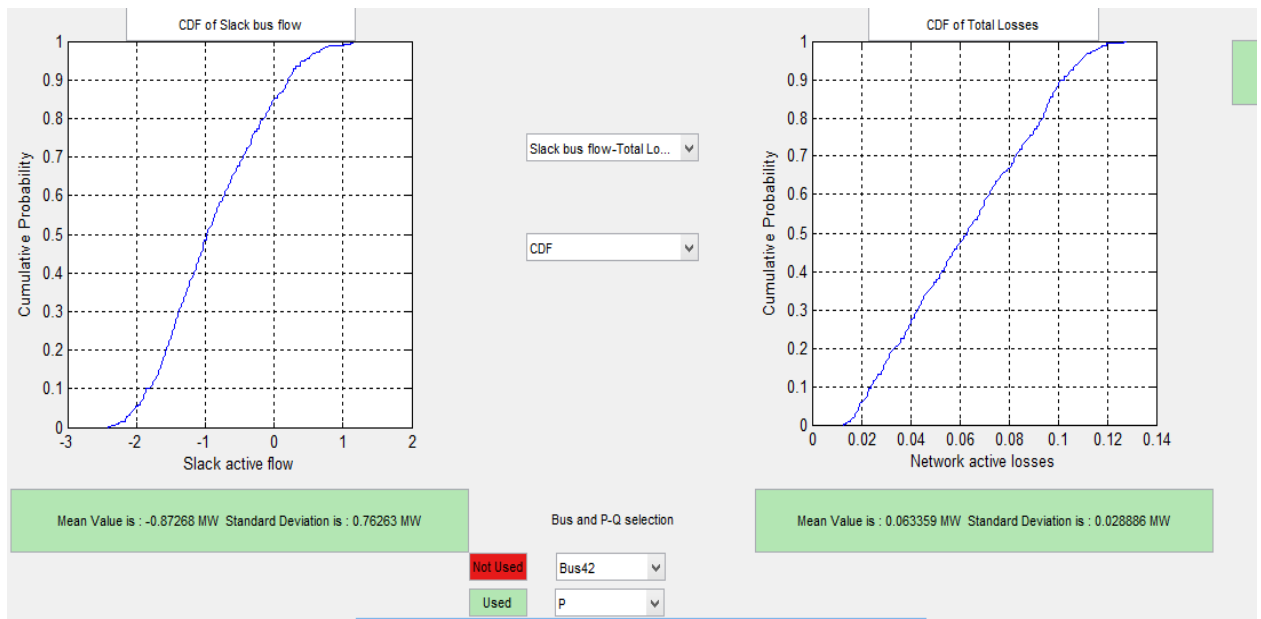 CDF of Slack bus flow
1
0.9
0.8
0.7
0.6
0.5
0.4
0.3
0.2
0.1
0
Cumulative Probability
-3 -2 -1 0 1 2
Slack active flow
Mean Value is : -0.87268 MW Standard Deviation is : 0.76263 MW
Slack bus flow-Total Lo...
CDF
Bus and P-Q selection
Not Used
Bus42
Used
P
CDF of Total Losses
1
0.9
0.8
0.7
0.6
0.5
0.4
0.3
0.2
0.1
0
Cumulative Probability
0 0.02 0.04 0.06 0.08 0.1 0.12 0.14
Network active losses
Mean Value is : 0.063359 MW Standard Deviation is : 0.028886 MW